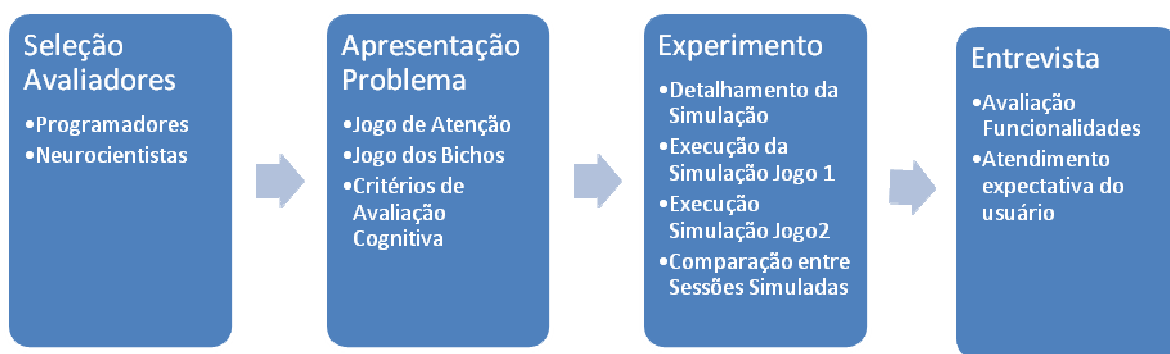 Seleção
Avaliadores
•Programadores
•Neurocientistas
Apresentação
Problema
•Jogo de Atenção
•Jogo dos Bichos
•Critérios de
Avaliação
Cognitiva
Experimento
•Detalhamento da
Simulação
•Execução da
Simulação Jogo 1
•Execução
Simulação Jogo2
•Comparação entre
Sessões Simuladas
Entrevista
•Avaliação
Funcionalidades
•Atendimento
expectativa do
usuário